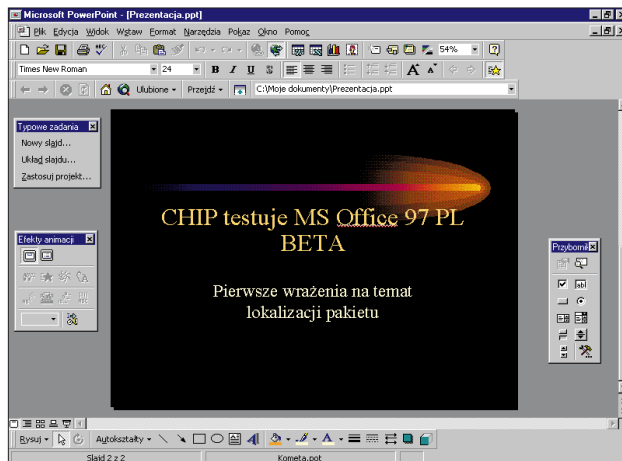 Microsoft PowerPoint - [Prezentacja.ppt]
Plik Edycja Widok Wstaw Format Narzędzia Pokaz Okno Pomoc
54%
Times New Roman 24 B I U S A A
Ulubione Przejdź C:\Moje dokumenty\Prezentacja.ppt
Typowe zadania
Nowy slajd...
Układ slajdu...
Zastosuj projekt...
CHIP testuje MS Office 97 PL
BETA
Efekty animacji
Przybornik
Pierwsze wrażenia na temat
lokalizacji pakietu
abl
Rysuj Autokształty A
Slajd 2 z 2 Kometa.pot